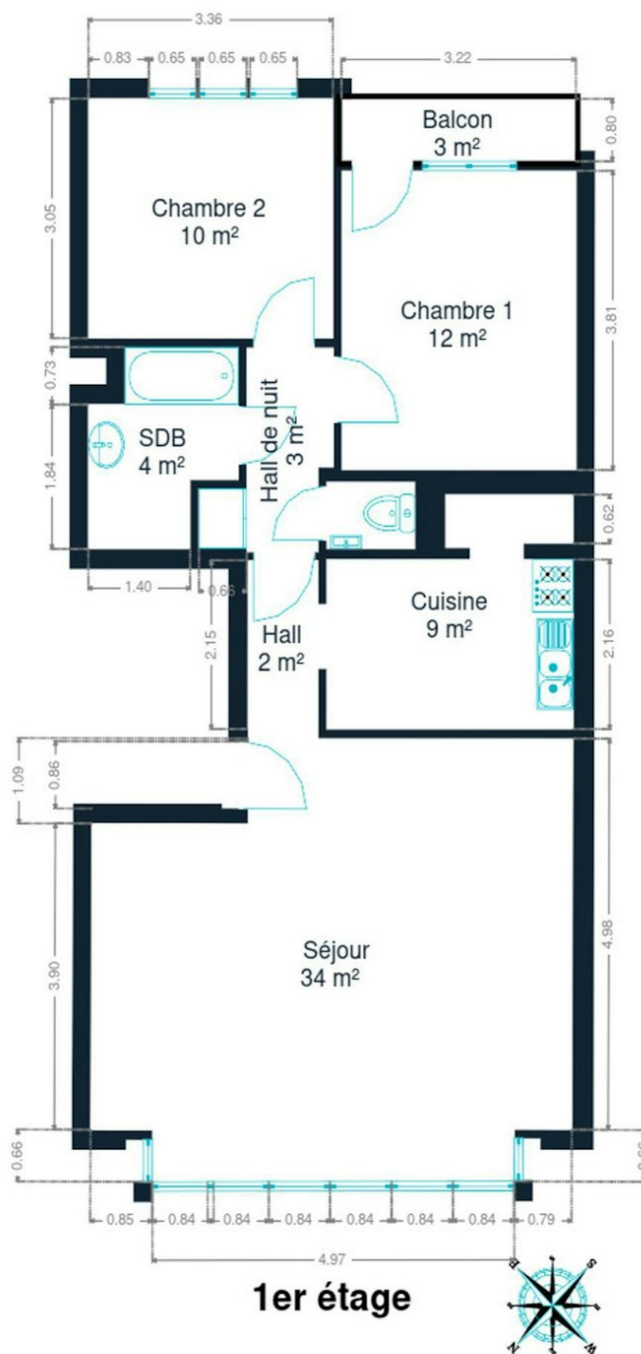 3.36
0.83 0.65 0.65 0.65
3.22
Balcon
3 m²
0.80
Chambre 2
10 m²
3.05
Chambre 1
12 m²
3.81
0.73
Hall de nuit
3 m²
SDB
4 m²
1.84
0.62
1.40
0.66
Cuisine
9 m²
2.16
Hall
2 m²
2.15
1.09
0.86
Séjour
34 m²
3.90
4.98
0.66
0.66
0.85 0.84 0.84 0.84 0.84 0.84 0.84 0.79
4.97
1er étage
E S
N W